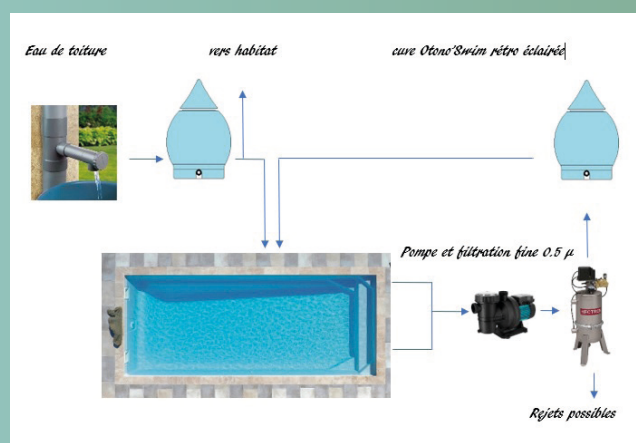 Eau de toiture
vers habitat
cuve Otono'Swim rétro éclairée
Pompe et filtration fine 0.5 µ
Rejets possibles